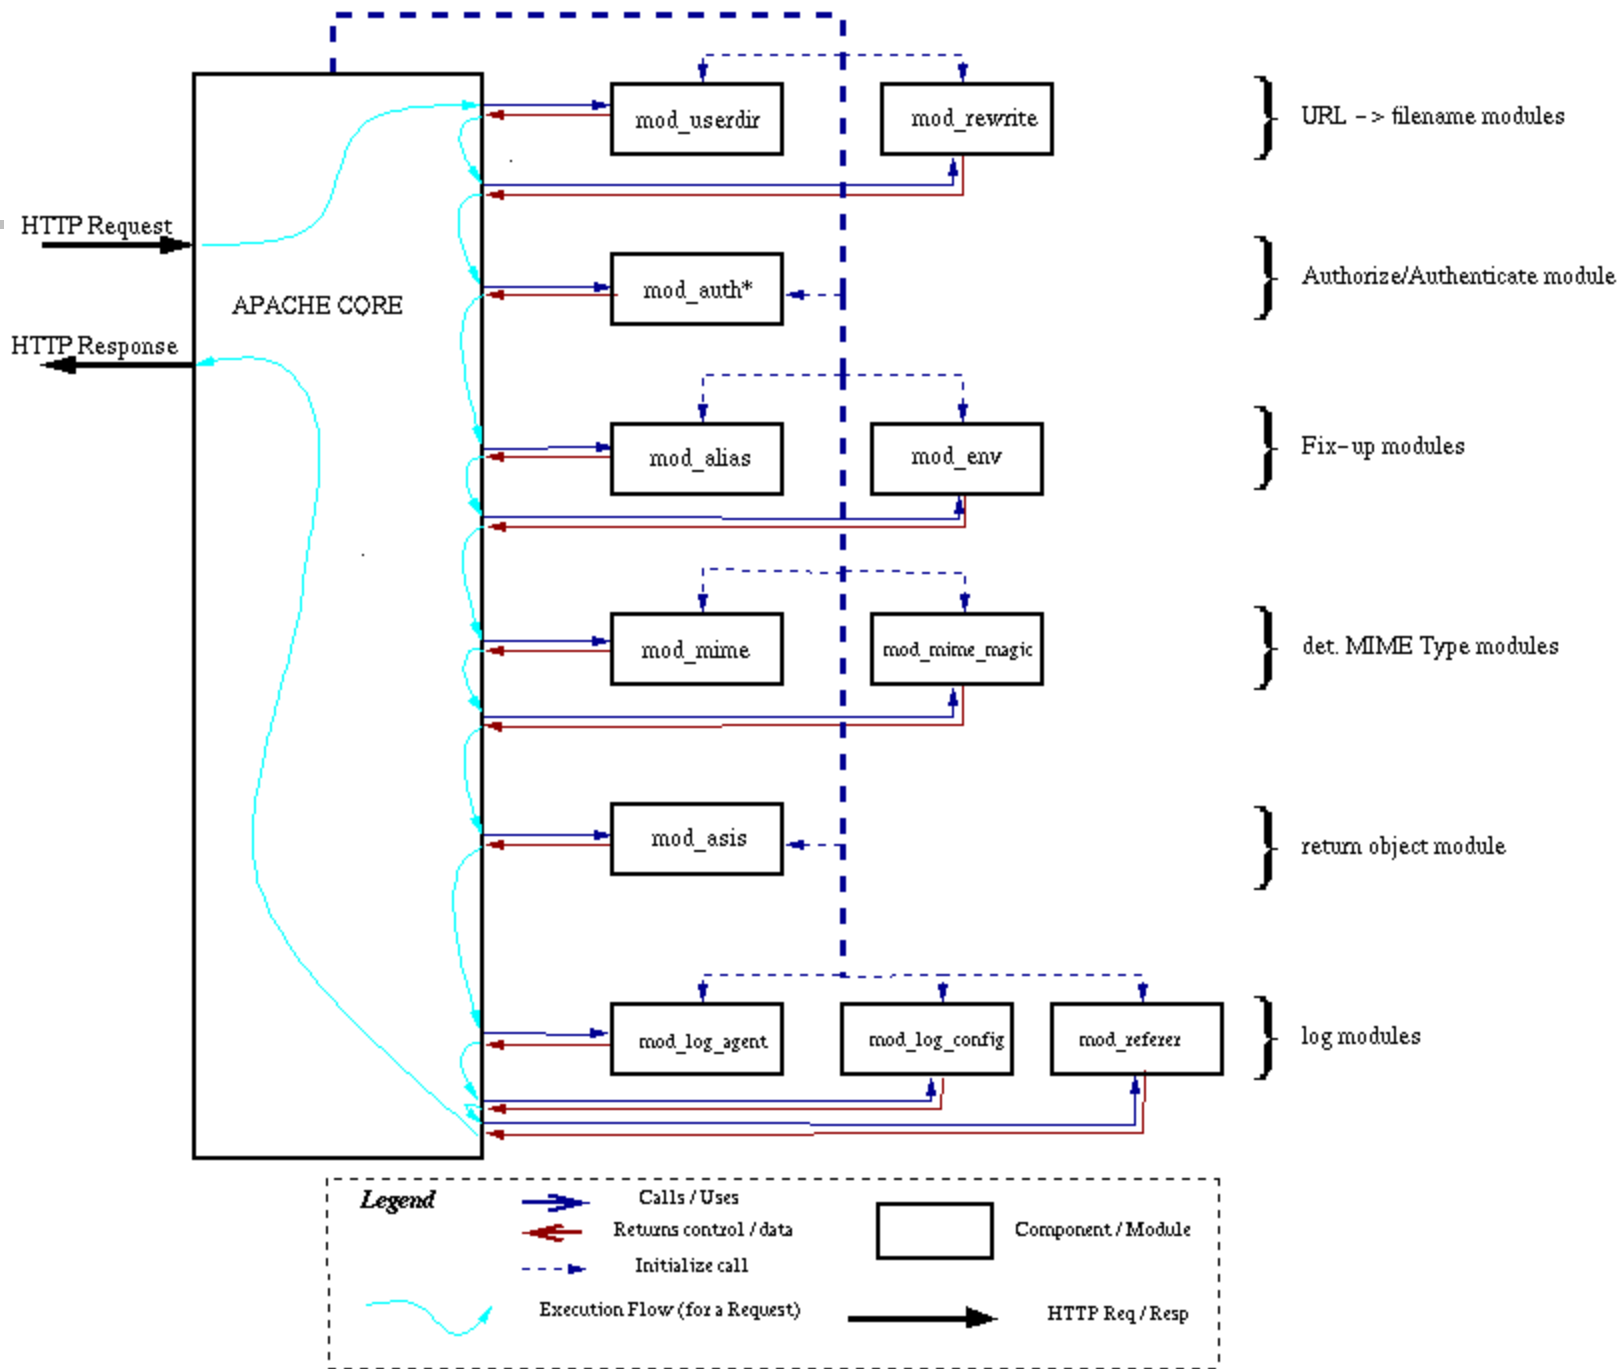 mod_userdir
mod_rewrite
URL -> filename modules
HTTP Request
mod_auth*
Authorize/Authenticate module
APACHE CORE
HTTP Response
mod_alias
mod_env
Fix-up modules
mod_mime
mod_mime_magic
det. MIME Type modules
mod_asis
return object module
mod_log_agent
mod_log_config
mod_referer
log modules
Legend
Calls / Uses
Returns control / data
Component / Module
Initialize call
Execution Flow (for a Request)
HTTP Req / Resp